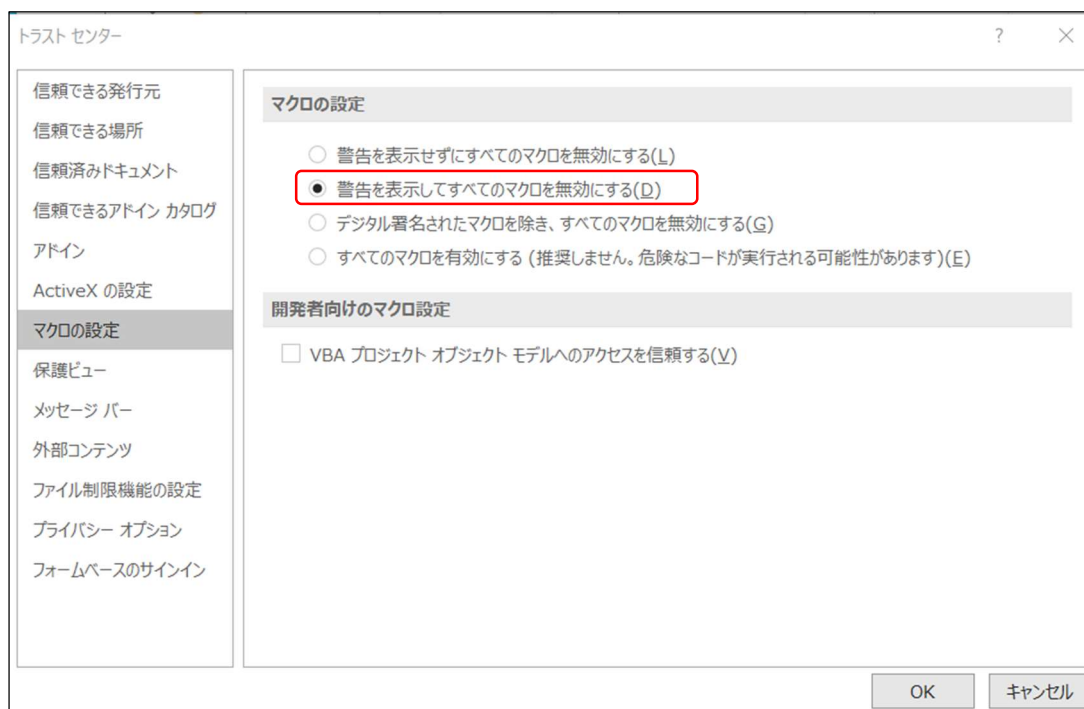 トラスト センター
?
信頼できる発行元
信頼できる場所
信頼済みドキュメント
信頼できるアドイン カタログ
アドイン
ActiveX の設定
マクロの設定
保護ビュー
メッセージ バー
外部コンテンツ
ファイル制限機能の設定
プライバシー オプション
フォームベースのサインイン
マクロの設定
警告を表示せずにすべてのマクロを無効にする(L)
警告を表示してすべてのマクロを無効にする(D)
デジタル署名されたマクロを除き、すべてのマクロを無効にする(G)
すべてのマクロを有効にする (推奨しません。危険なコードが実行される可能性があります)(E)
開発者向けのマクロ設定
VBA プロジェクト オブジェクト モデルへのアクセスを信頼する(V)
OK
キャンセル